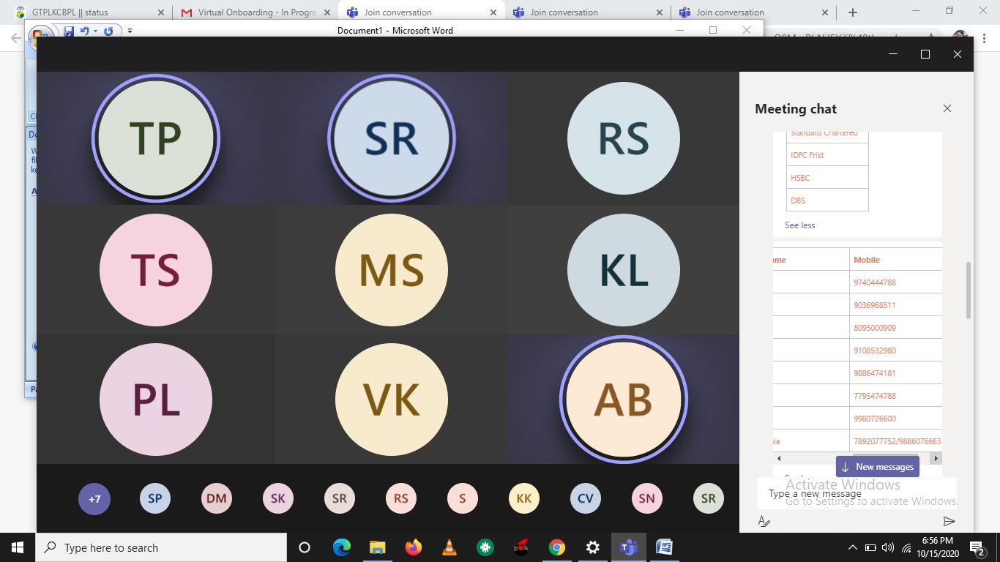 GTPLKCBPL || status
Virtual Onboarding - In Progre
Join conversation
Join conversation
Join conversation
Document1 - Microsoft Word
TP
SR
RS
TS
MS
KL
PL
VK
AB
+7
SP
DM
SK
SR
RS
S
KK
CV
SN
SR
Meeting chat
Standard Chartered
IDFC Frist
HSBC
DBS
See less
ame Mobile
9740444788
9036968511
8095000909
9108532980
9886474181
7795474788
9980726600
ala 7892077752/9886076663
New messages
Type a new message
Activate Windows
Go to Settings to activate Windows.
Type here to search
6:56 PM
10/15/2020
2